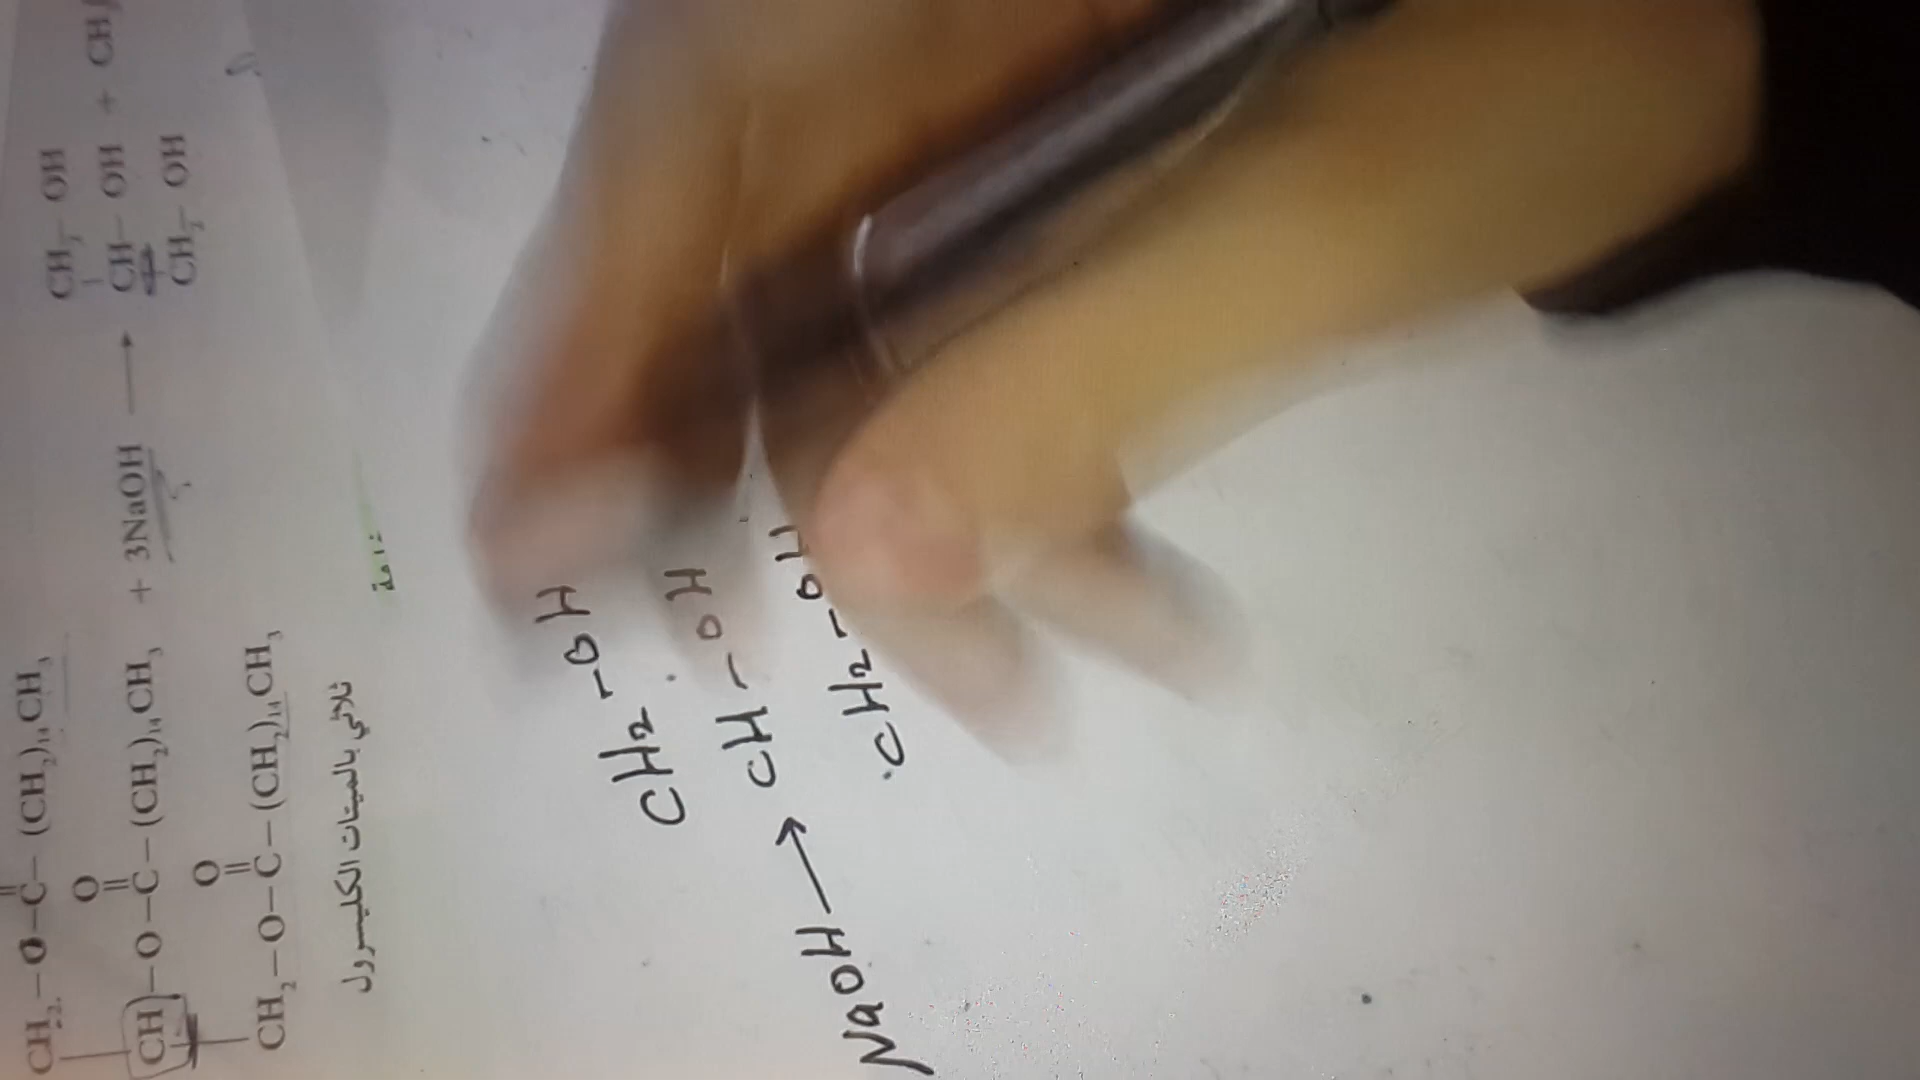 O
CH₂–O–C–(CH₂)₁₄CH₃
O
CH–O–C–(CH₂)₁₄CH₃ + 3NaOH ⟶
O
CH₂–O–C–(CH₂)₁₄CH₃
CH₂–OH
CH–OH + CH
CH₂–OH
ثلاثي بالميتات الكليسرول
CH2-OH
NaOH → CH-OH
CH2-OH